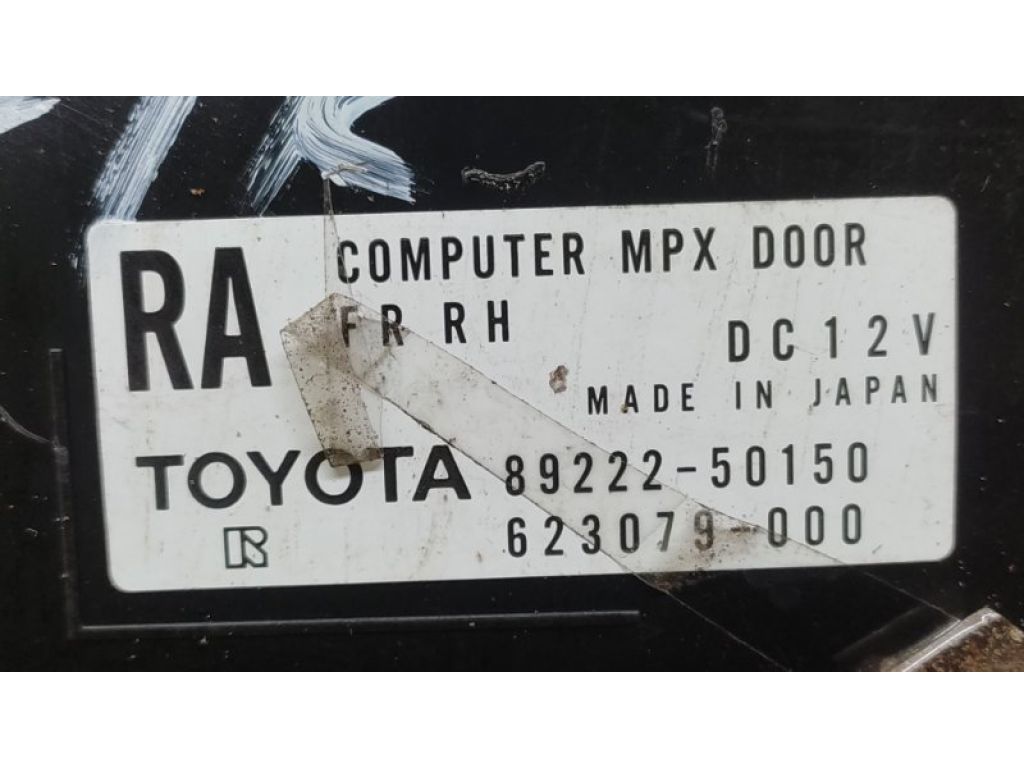 RA COMPUTER MPX DOOR
FR RH
DC12V
MADE IN JAPAN
TOYOTA 89222-50150
R 623079-000